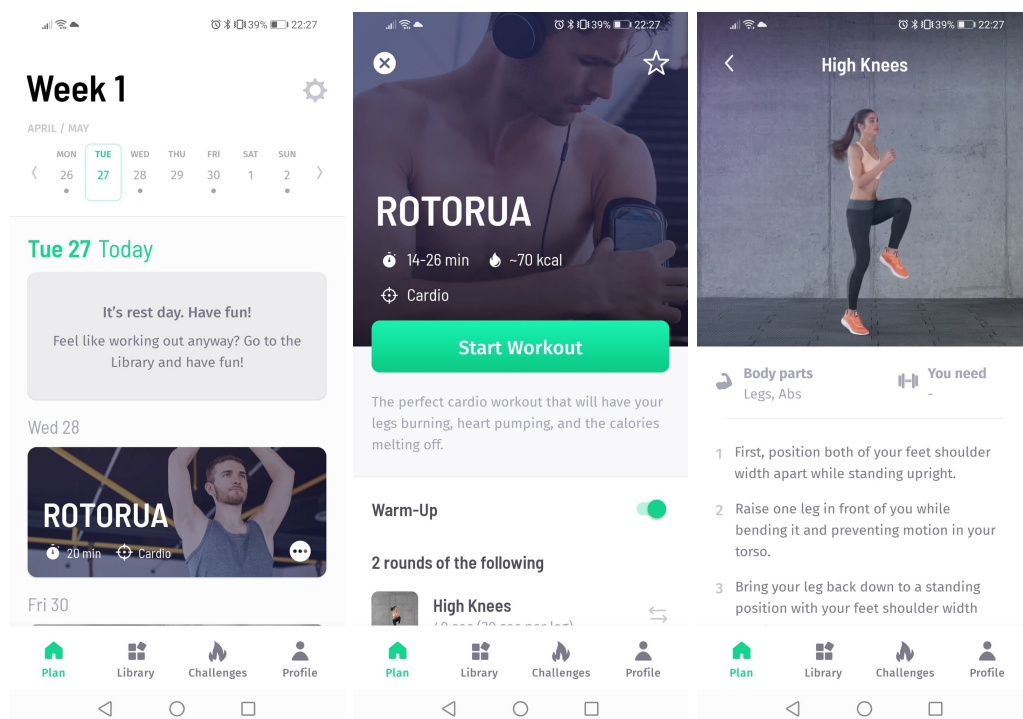 39% 22:27
Week 1
APRIL / MAY
MON TUE WED THU FRI SAT SUN
26 27 28 29 30 1 2
Tue 27 Today
It's rest day. Have fun!
Feel like working out anyway? Go to the
Library and have fun!
Wed 28
ROTORUA
20 min Cardio
Fri 30
Plan Library Challenges Profile
39% 22:27
ROTORUA
14-26 min ~70 kcal
Cardio
Start Workout
The perfect cardio workout that will have your
legs burning, heart pumping, and the calories
melting off.
Warm-Up
2 rounds of the following
High Knees
Plan Library Challenges Profile
39% 22:27
High Knees
Body parts You need
Legs, Abs -
1 First, position both of your feet shoulder
width apart while standing upright.
2 Raise one leg in front of you while
bending it and preventing motion in your
torso.
3 Bring your leg back down to a standing
position with your feet shoulder width
Plan Library Challenges Profile